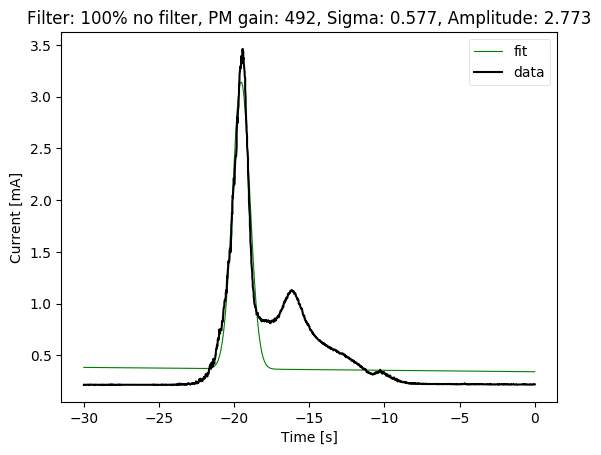 Filter: 100% no filter, PM gain: 492, Sigma: 0.577, Amplitude: 2.773
fit
data
3.5
3.0
2.5
2.0
1.5
1.0
0.5
Current [mA]
−30
−25
−20
−15
−10
−5
0
Time [s]